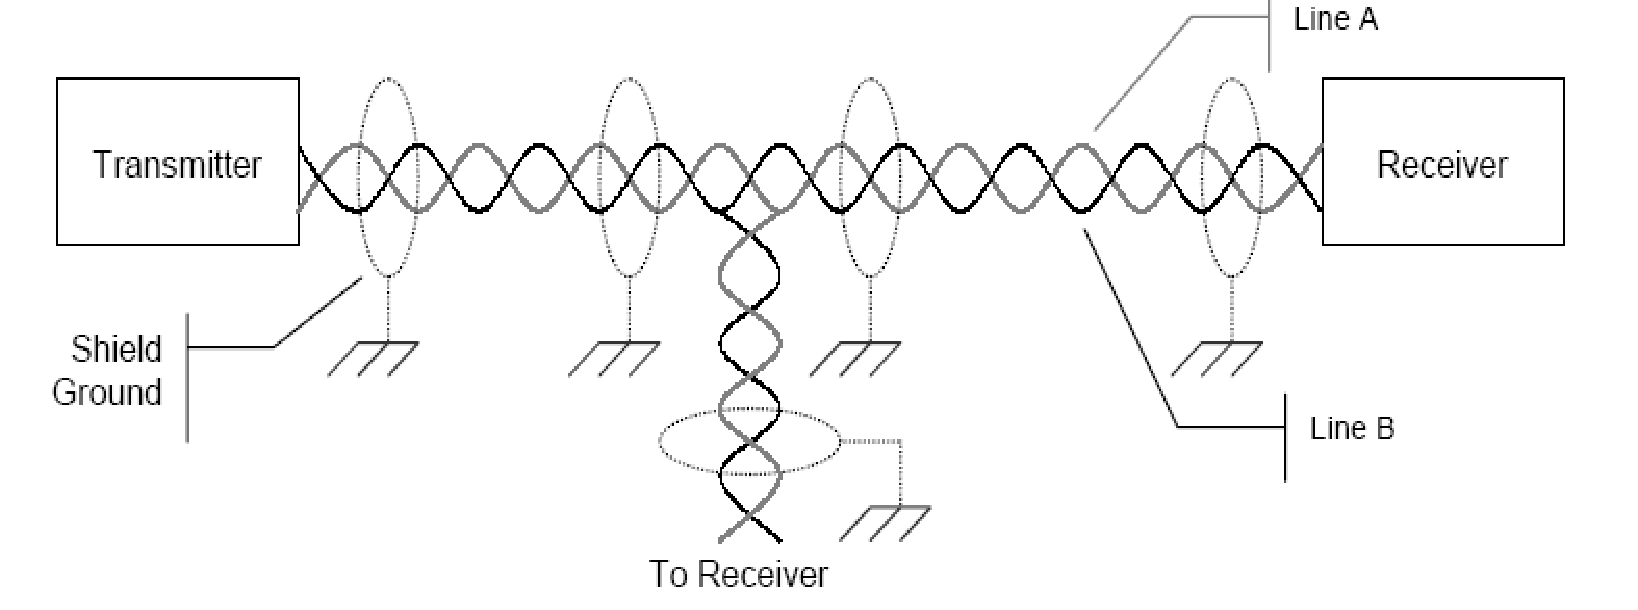 Line A
Transmitter
Receiver
Shield
Ground
Line B
To Receiver